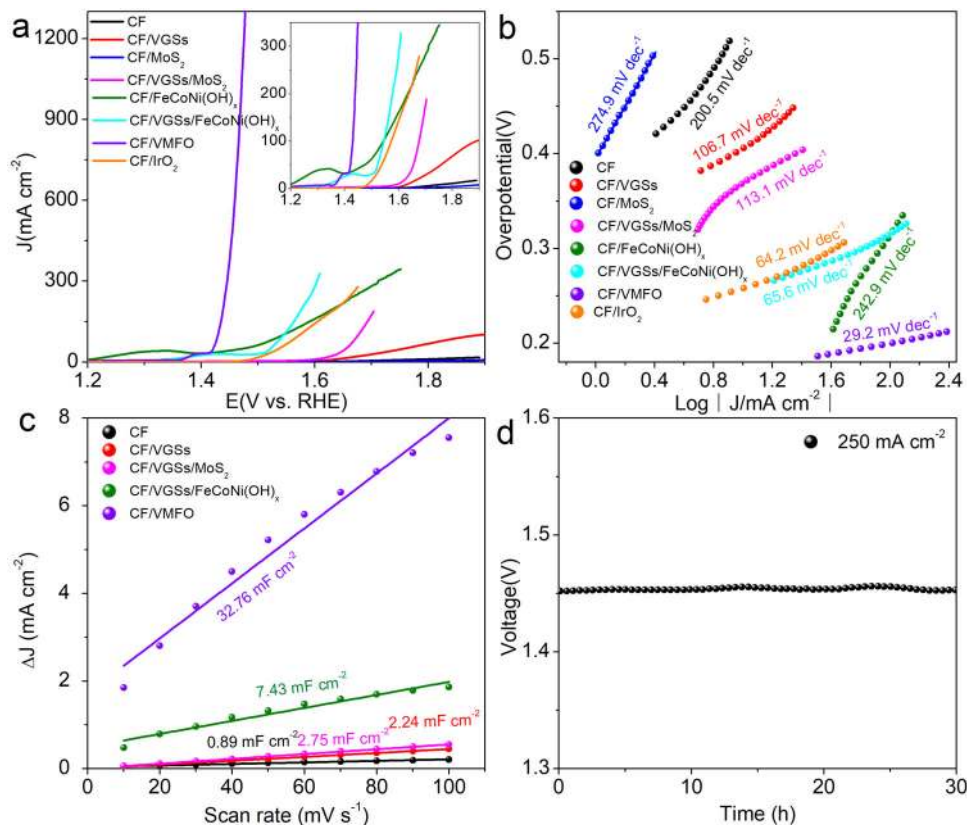 a
CF
CF/VGSs
CF/MoS₂
CF/VGSs/MoS₂
CF/FeCoNi(OH)ₓ
CF/VGSs/FeCoNi(OH)ₓ
CF/VMFO
CF/IrO₂
1200
900
600
300
0
J(mA cm⁻²)
1.2 1.4 1.6 1.8
E(V vs. RHE)
300
200
100
0
1.2 1.4 1.6 1.8
b
0.5
0.4
0.3
0.2
Overpotential(V)
274.9 mV dec⁻¹
200.5 mV dec⁻¹
106.7 mV dec⁻¹
113.1 mV dec⁻¹
64.2 mV dec⁻¹
65.6 mV dec⁻¹
242.9 mV dec⁻¹
29.2 mV dec⁻¹
CF
CF/VGSs
CF/MoS₂
CF/VGSs/MoS₂
CF/FeCoNi(OH)ₓ
CF/VGSs/FeCoNi(OH)ₓ
CF/VMFO
CF/IrO₂
0.0 0.4 0.8 1.2 1.6 2.0 2.4
Log | J/mA cm⁻² |
c
CF
CF/VGSs
CF/VGSs/MoS₂
CF/VGSs/FeCoNi(OH)ₓ
CF/VMFO
8
6
4
2
0
ΔJ (mA cm⁻²)
32.76 mF cm⁻²
7.43 mF cm⁻²
2.24 mF cm⁻²
0.89 mF cm⁻²
2.75 mF cm⁻²
0 20 40 60 80 100
Scan rate (mV s⁻¹)
d
250 mA cm⁻²
1.6
1.5
1.4
1.3
Voltage(V)
0 10 20 30
Time (h)